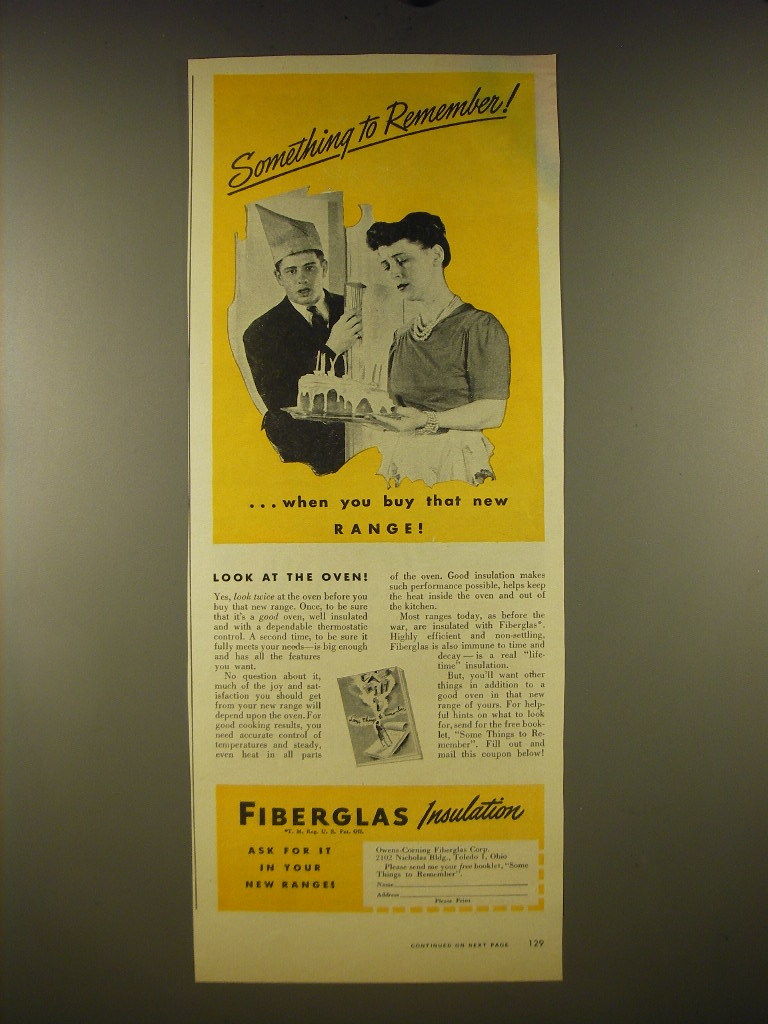 Something to Remember!
...when you buy that new
RANGE!
LOOK AT THE OVEN!
Yes, look twice at the oven before you
buy that new range. Once, to be sure
that it's a good oven, well insulated
and with a dependable thermostatic
control. A second time, to be sure it
fully meets your needs—is big enough
and has all the features
you want.
No question about it,
much of the joy and sat-
isfaction you should get
from your new range will
depend upon the oven. For
good cooking results, you
need accurate control of
temperatures and steady,
even heat in all parts
of the oven. Good insulation makes
such performance possible, helps keep
the heat inside the oven and out of
the kitchen.
Most ranges today, as before the
war, are insulated with Fiberglas*.
Highly efficient and non-settling,
Fiberglas is also immune to time and
decay—is a real "life-
time" insulation.
But, you'll want other
things in addition to a
good oven in that new
range of yours. For help-
ful hints on what to look
for, send for the free book-
let, "Some Things to Re-
member". Fill out and
mail this coupon below!
Some Things to Remember
FIBERGLAS Insulation
*T. M. Reg. U. S. Pat. Off.
ASK FOR IT
IN YOUR
NEW RANGE!
Owens-Corning Fiberglas Corp.
2102 Nicholas Bldg., Toledo 1, Ohio
Please send me your free booklet, "Some
Things to Remember".
Name
Address
Please Print
CONTINUED ON NEXT PAGE 129